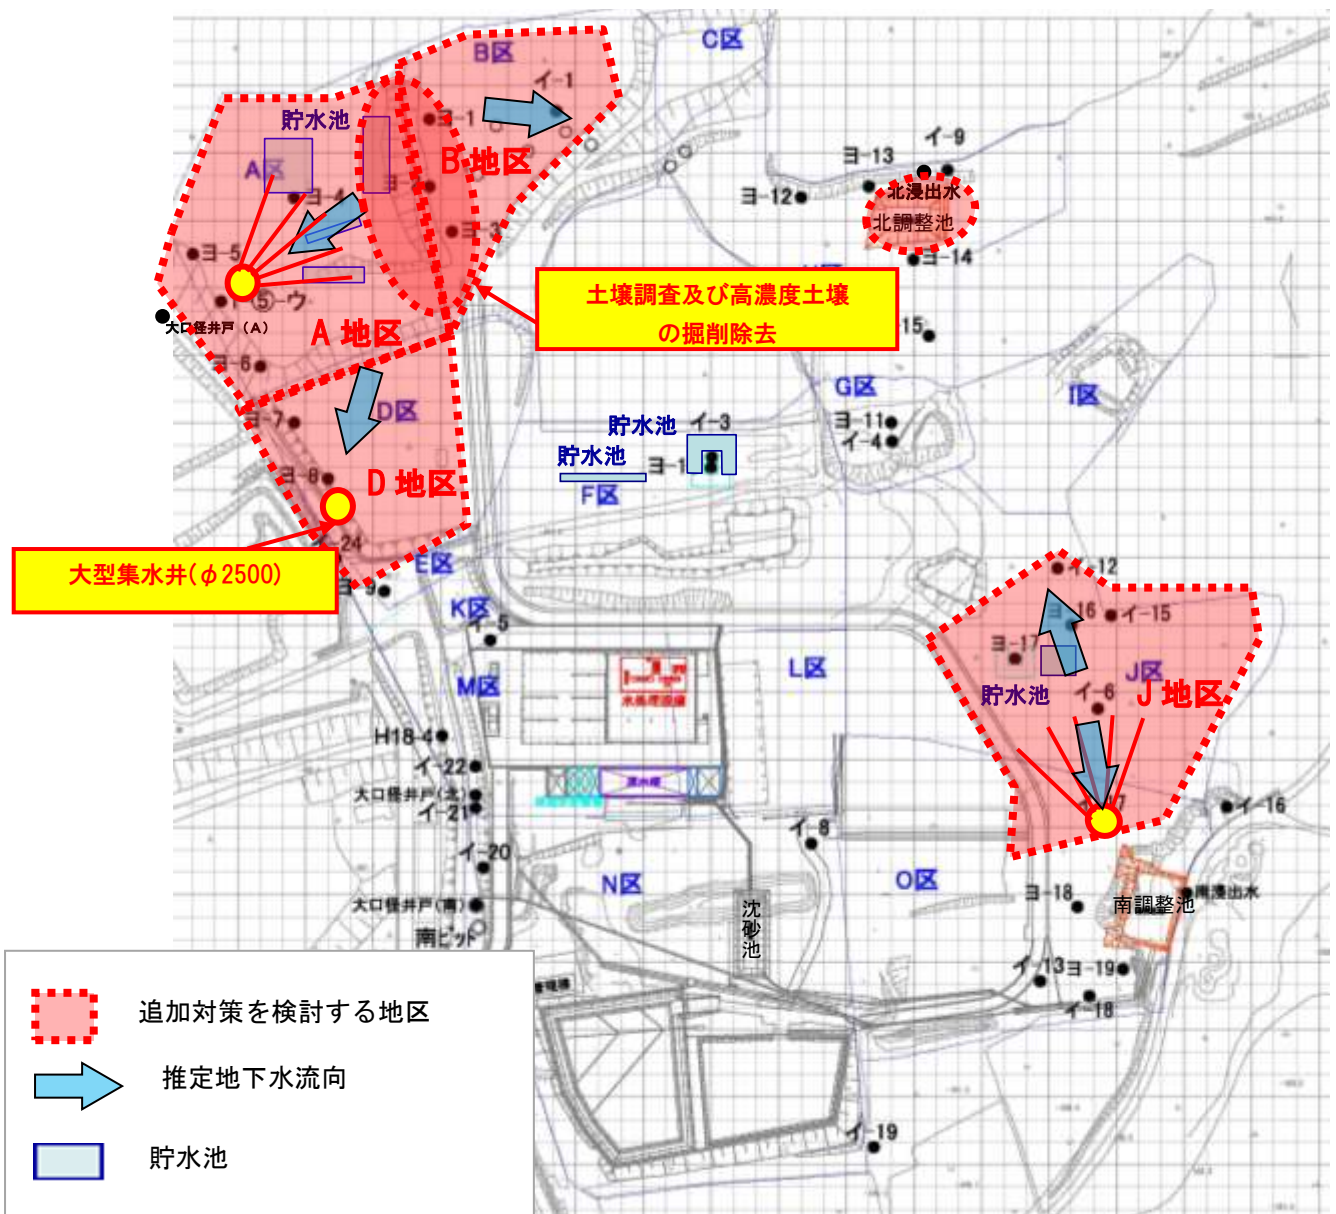 B区
C区
イ-1
貯水池
ヨ-1
A区
B地区
ヨ-4
ヨ-3
ヨ-5
⑤-ウ
大口径井戸（A）
A地区
ヨ-6
イ-9
ヨ-13
ヨ-12
北浸出水
北調整池
ヨ-14
土壌調査及び高濃度土壌
の掘削除去
G区
I区
D区
ヨ-7
ヨ-8
D地区
貯水池
イ-3
貯水池
F区
ヨ-11
イ-4
大型集水井(φ2500)
E区
K区
イ-5
M区
L区
イ-12
イ-15
ヨ-17
J区
貯水池
イ-6
J地区
H18-4
イ-22
大口径井戸(北)
イ-21
イ-20
イ-8
イ-16
大口径井戸(南)
南ピット
N区
O区
沈砂池
ヨ-18
南調整池
南浸出水
イ-13
ヨ-19
イ-18
イ-19
追加対策を検討する地区
推定地下水流向
貯水池